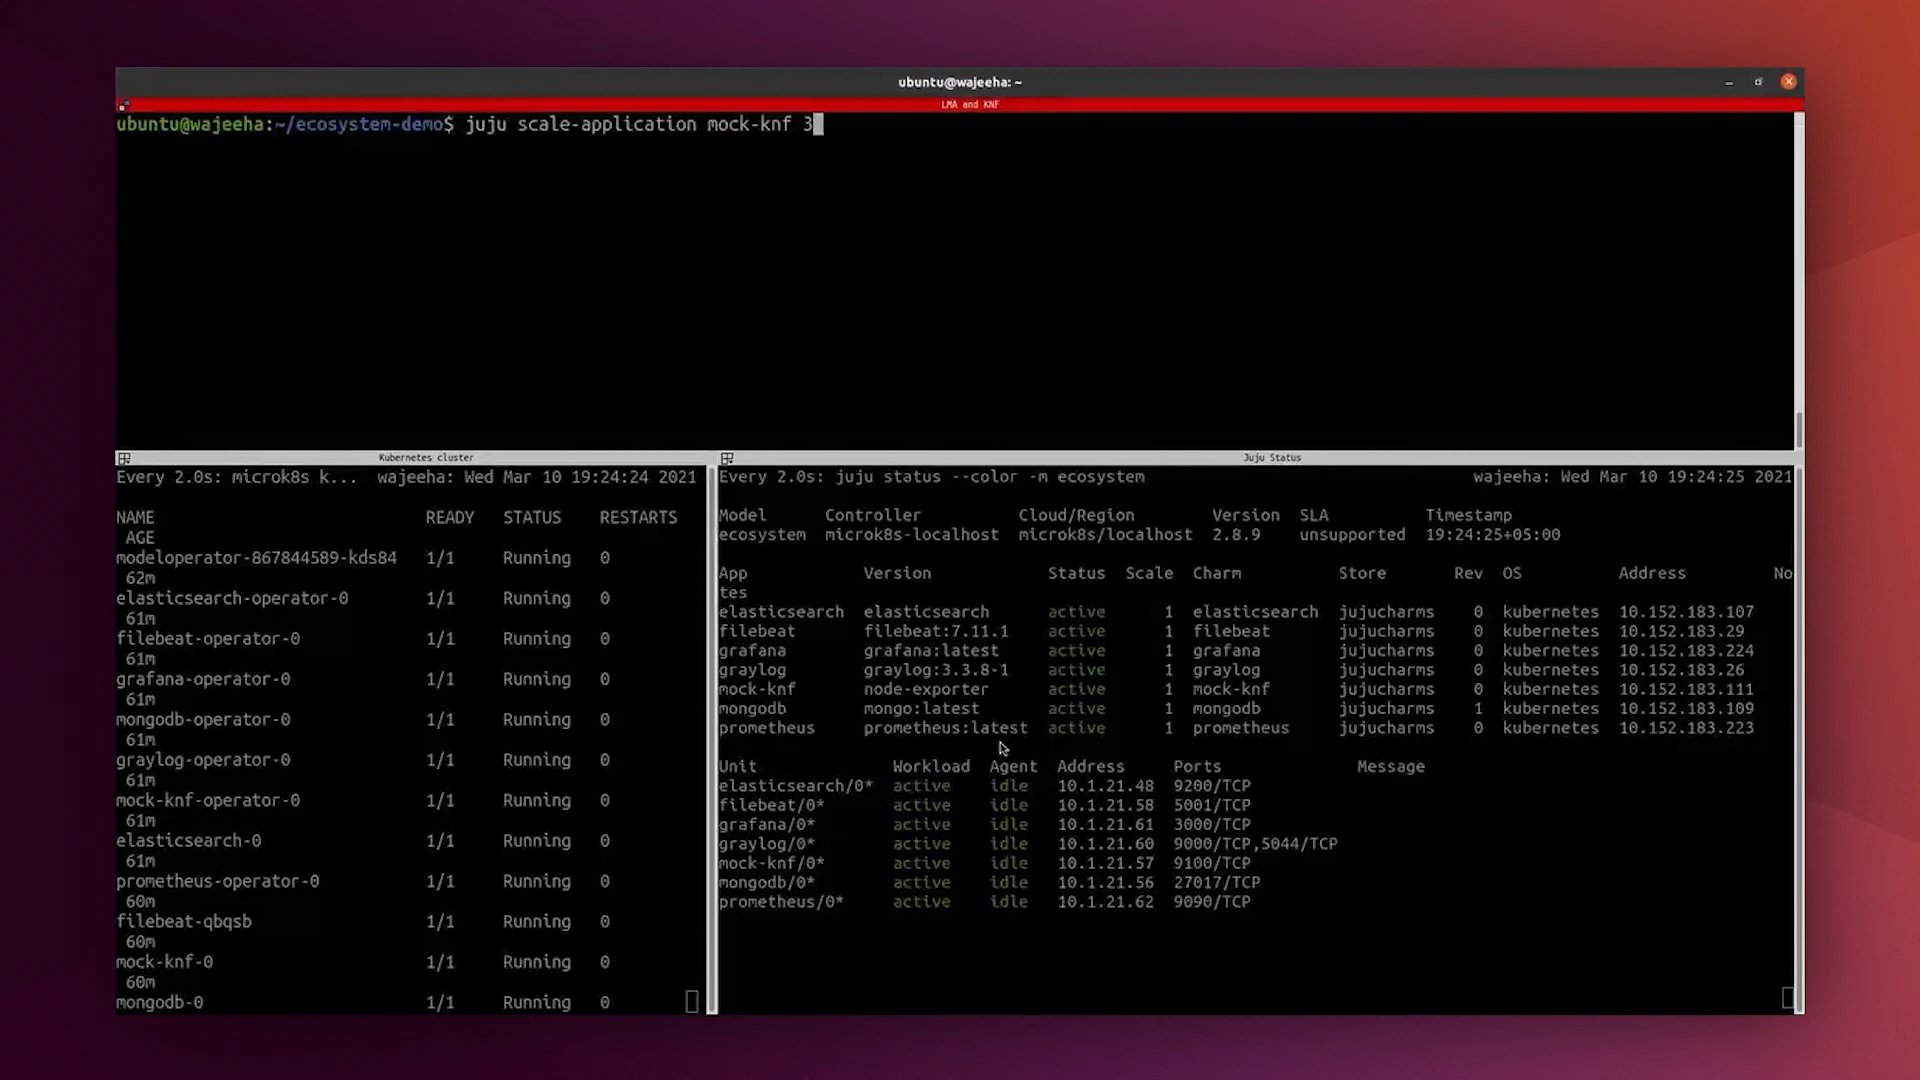 ubuntu@wajeeha: ~
LMA and KNF
ubuntu@wajeeha:~/ecosystem-demo$ juju scale-application mock-knf 3
Kubernetes cluster
Every 2.0s: microk8s k... wajeeha: Wed Mar 10 19:24:24 2021
NAME READY STATUS RESTARTS
AGE
modeloperator-867844589-kds84 1/1 Running 0
62m
elasticsearch-operator-0 1/1 Running 0
61m
filebeat-operator-0 1/1 Running 0
61m
grafana-operator-0 1/1 Running 0
61m
mongodb-operator-0 1/1 Running 0
61m
graylog-operator-0 1/1 Running 0
61m
mock-knf-operator-0 1/1 Running 0
61m
elasticsearch-0 1/1 Running 0
61m
prometheus-operator-0 1/1 Running 0
60m
filebeat-qbqsb 1/1 Running 0
60m
mock-knf-0 1/1 Running 0
60m
mongodb-0 1/1 Running 0
Juju Status
Every 2.0s: juju status --color -m ecosystem wajeeha: Wed Mar 10 19:24:25 2021
Model Controller Cloud/Region Version SLA Timestamp
ecosystem microk8s-localhost microk8s/localhost 2.8.9 unsupported 19:24:25+05:00
App Version Status Scale Charm Store Rev OS Address No
tes
elasticsearch elasticsearch active 1 elasticsearch jujucharms 0 kubernetes 10.152.183.107
filebeat filebeat:7.11.1 active 1 filebeat jujucharms 0 kubernetes 10.152.183.29
grafana grafana:latest active 1 grafana jujucharms 0 kubernetes 10.152.183.224
graylog graylog:3.3.8-1 active 1 graylog jujucharms 0 kubernetes 10.152.183.26
mock-knf node-exporter active 1 mock-knf jujucharms 0 kubernetes 10.152.183.111
mongodb mongo:latest active 1 mongodb jujucharms 1 kubernetes 10.152.183.109
prometheus prometheus:latest active 1 prometheus jujucharms 0 kubernetes 10.152.183.223
Unit Workload Agent Address Ports Message
elasticsearch/0* active idle 10.1.21.48 9200/TCP
filebeat/0* active idle 10.1.21.58 5001/TCP
grafana/0* active idle 10.1.21.61 3000/TCP
graylog/0* active idle 10.1.21.60 9000/TCP,5044/TCP
mock-knf/0* active idle 10.1.21.57 9100/TCP
mongodb/0* active idle 10.1.21.56 27017/TCP
prometheus/0* active idle 10.1.21.62 9090/TCP